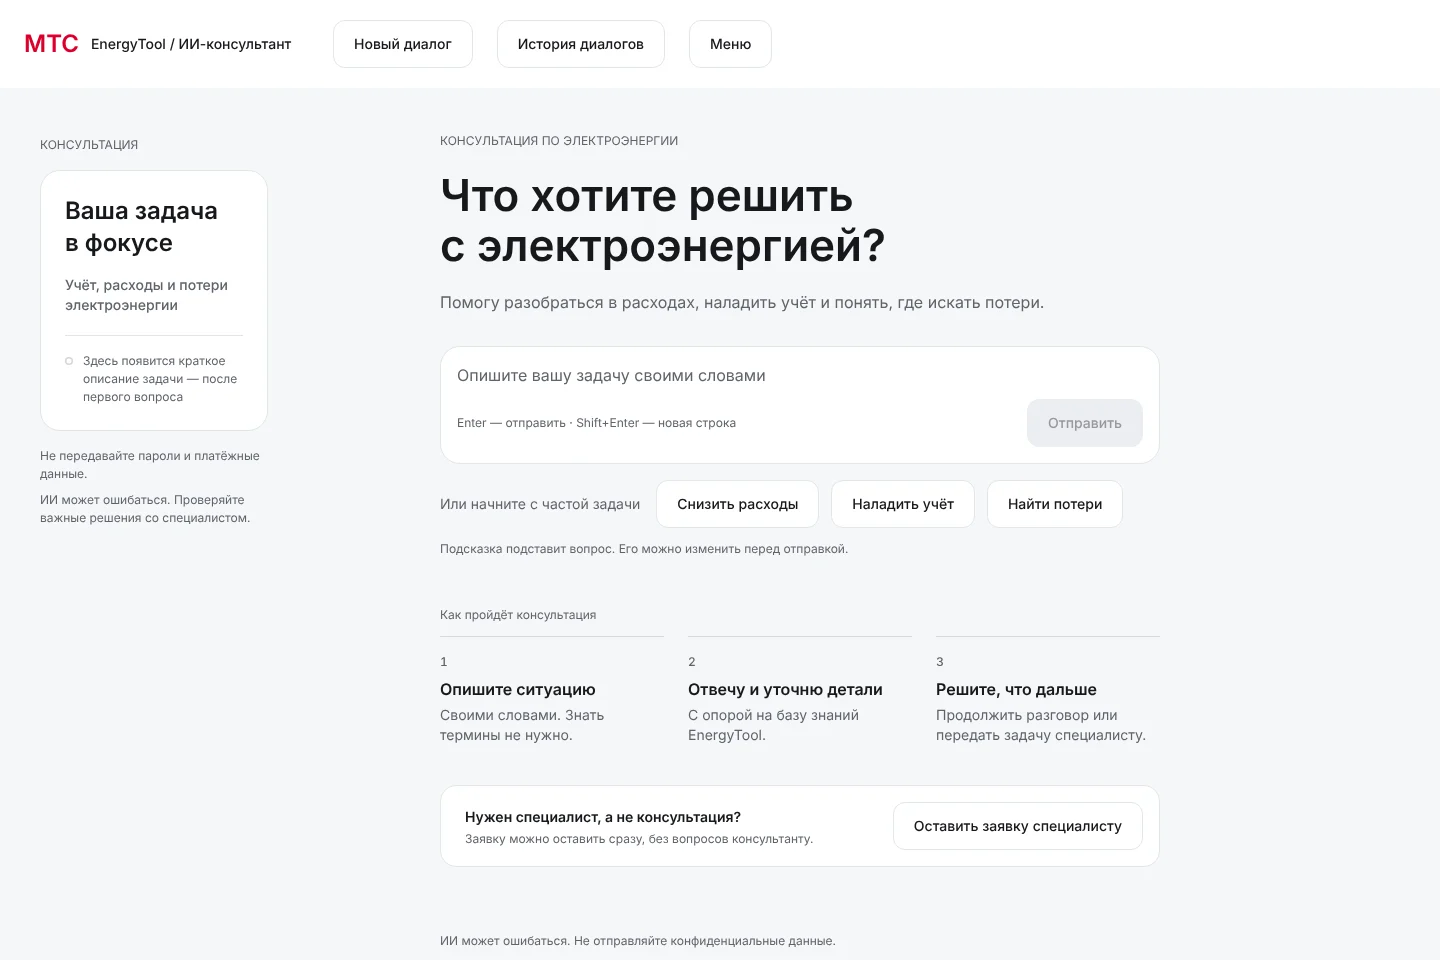 МТС EnergyTool / ИИ-консультант Новый диалог История диалогов Меню
КОНСУЛЬТАЦИЯ
Ваша задача
в фокусе
Учёт, расходы и потери
электроэнергии
Здесь появится краткое
описание задачи — после
первого вопроса
Не передавайте пароли и платёжные
данные.
ИИ может ошибаться. Проверяйте
важные решения со специалистом.
КОНСУЛЬТАЦИЯ ПО ЭЛЕКТРОЭНЕРГИИ
Что хотите решить
с электроэнергией?
Помогу разобраться в расходах, наладить учёт и понять, где искать потери.
Опишите вашу задачу своими словами
Enter — отправить · Shift+Enter — новая строка Отправить
Или начните с частой задачи Снизить расходы Наладить учёт Найти потери
Подсказка подставит вопрос. Его можно изменить перед отправкой.
Как пройдёт консультация
1
Опишите ситуацию
Своими словами. Знать
термины не нужно.
2
Отвечу и уточню детали
С опорой на базу знаний
EnergyTool.
3
Решите, что дальше
Продолжить разговор или
передать задачу специалисту.
Нужен специалист, а не консультация?
Заявку можно оставить сразу, без вопросов консультанту.
Оставить заявку специалисту
ИИ может ошибаться. Не отправляйте конфиденциальные данные.